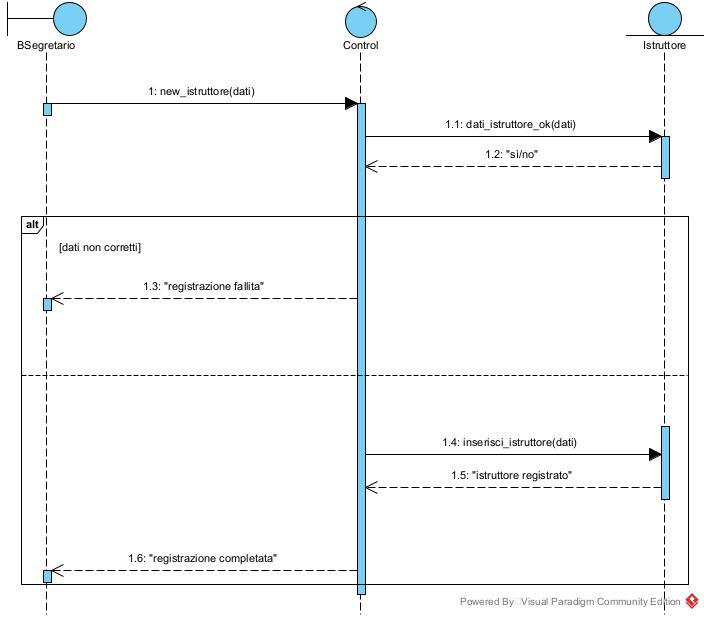 BSegretario
Control
Istruttore
1: new_istruttore(dati)
1.1: dati_istruttore_ok(dati)
1.2: "sì/no"
alt
[dati non corretti]
1.3: "registrazione fallita"
1.4: inserisci_istruttore(dati)
1.5: "istruttore registrato"
1.6: "registrazione completata"
Powered By Visual Paradigm Community Edition